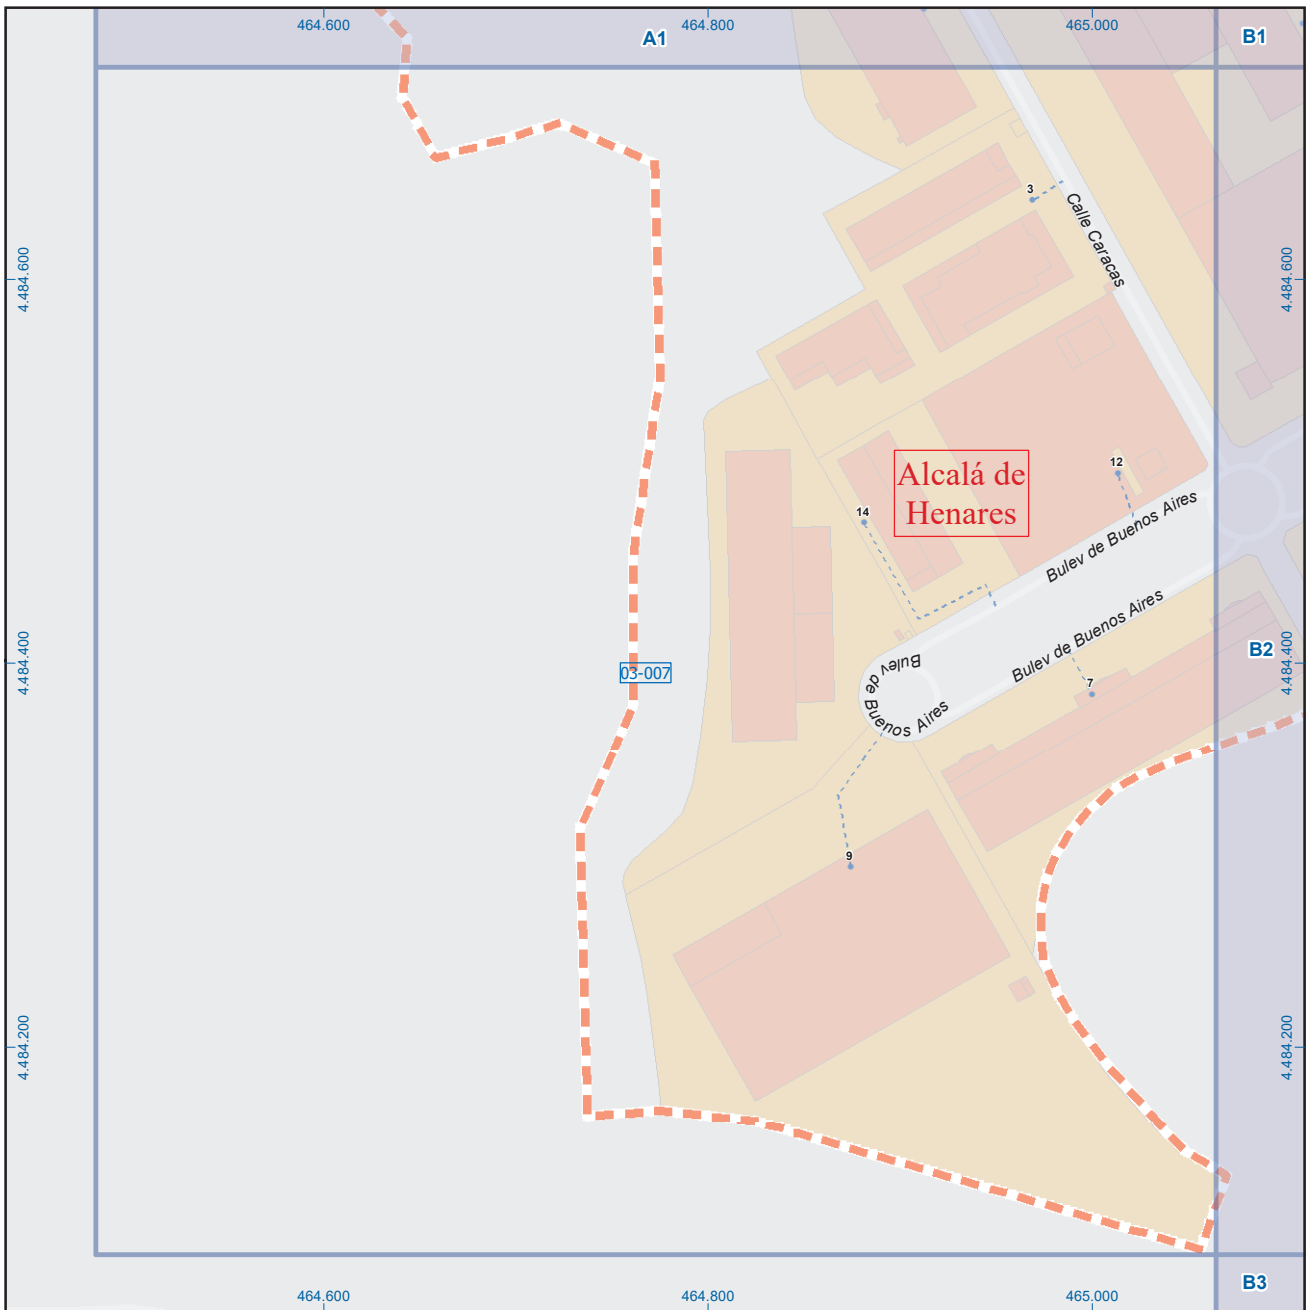 464.600
464.800
465.000
A1
B1
3
Calle Caracas
4.484.600
4.484.600
12
Alcalá de
Henares
14
Bulev de Buenos Aires
Bulev de Buenos Aires
4.484.400
4.484.400
B2
03-007
Bulev de Buenos Aires
7
9
4.484.200
4.484.200
464.600
464.800
465.000
B3